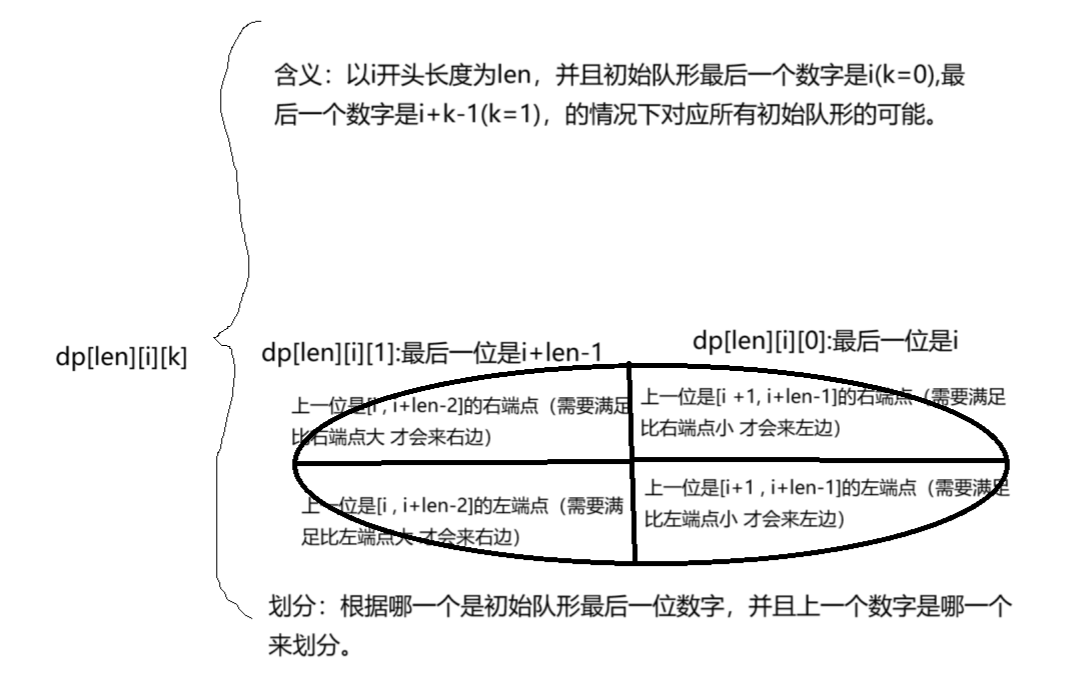 含义：以i开头长度为len，并且初始队形最后一个数字是i(k=0),最
后一个数字是i+k-1(k=1)，的情况下对应所有初始队形的可能。
dp[len][i][k]
dp[len][i][1]:最后一位是i+len-1
dp[len][i][0]:最后一位是i
上一位是[i , i+len-2]的右端点（需要满足
比右端点大 才会来右边）
上一位是[i +1, i+len-1]的右端点（需要满足
比右端点小 才会来左边）
上一位是[i , i+len-2]的左端点（需要满
足比左端点大 才会来右边）
上一位是[i+1 , i+len-1]的左端点（需要满足
比左端点小 才会来左边）
划分：根据哪一个是初始队形最后一位数字，并且上一个数字是哪一个
来划分。